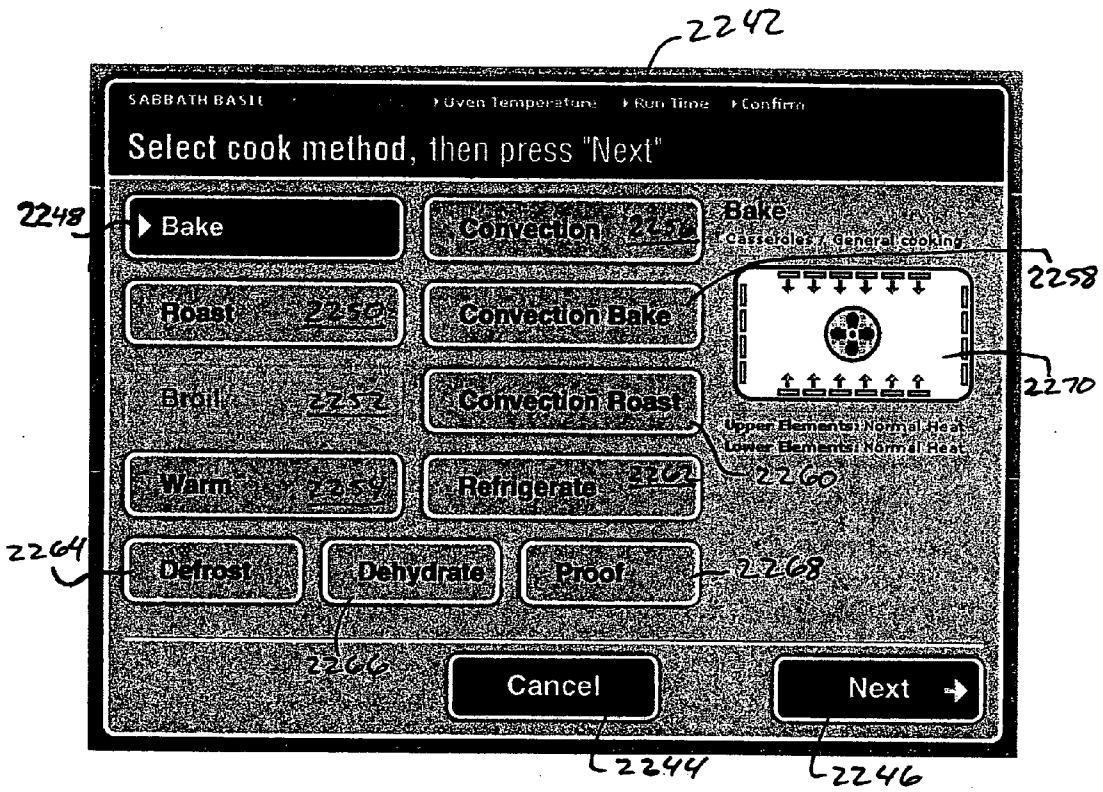 2242
SABBATH BASIC Oven Temperature Run Time Confirm
Select cook method, then press "Next"
2248 Bake Convection 2256 Bake
Casseroles / General cooking
2258
Roast 2250 Convection Bake
2270
Broil 2252 Convection Roast
Upper Elements: Normal Heat
Lower Elements: Normal Heat
Warm 2254 Refrigerate 2262 2260
2264 Defrost Dehydrate Proof 2268
2266
Cancel Next
2244 2246